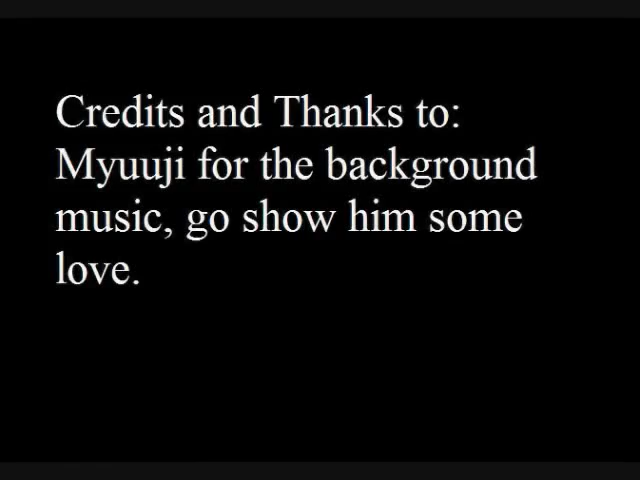 Credits and Thanks to:
Myuuji for the background
music, go show him some
love.